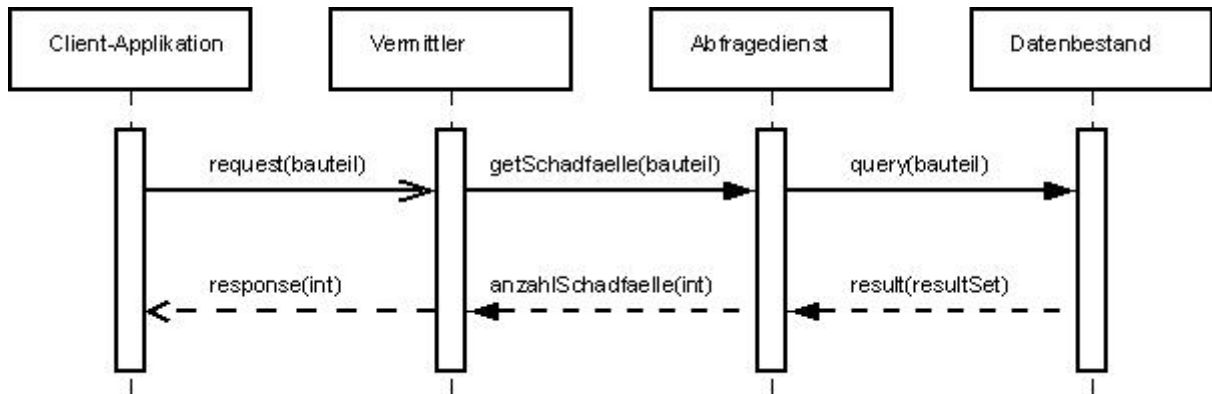 Client-Applikation
Vermittler
Abfragedienst
Datenbestand
request(bauteil)
getSchadfaelle(bauteil)
query(bauteil)
response(int)
anzahlSchadfaelle(int)
result(resultSet)